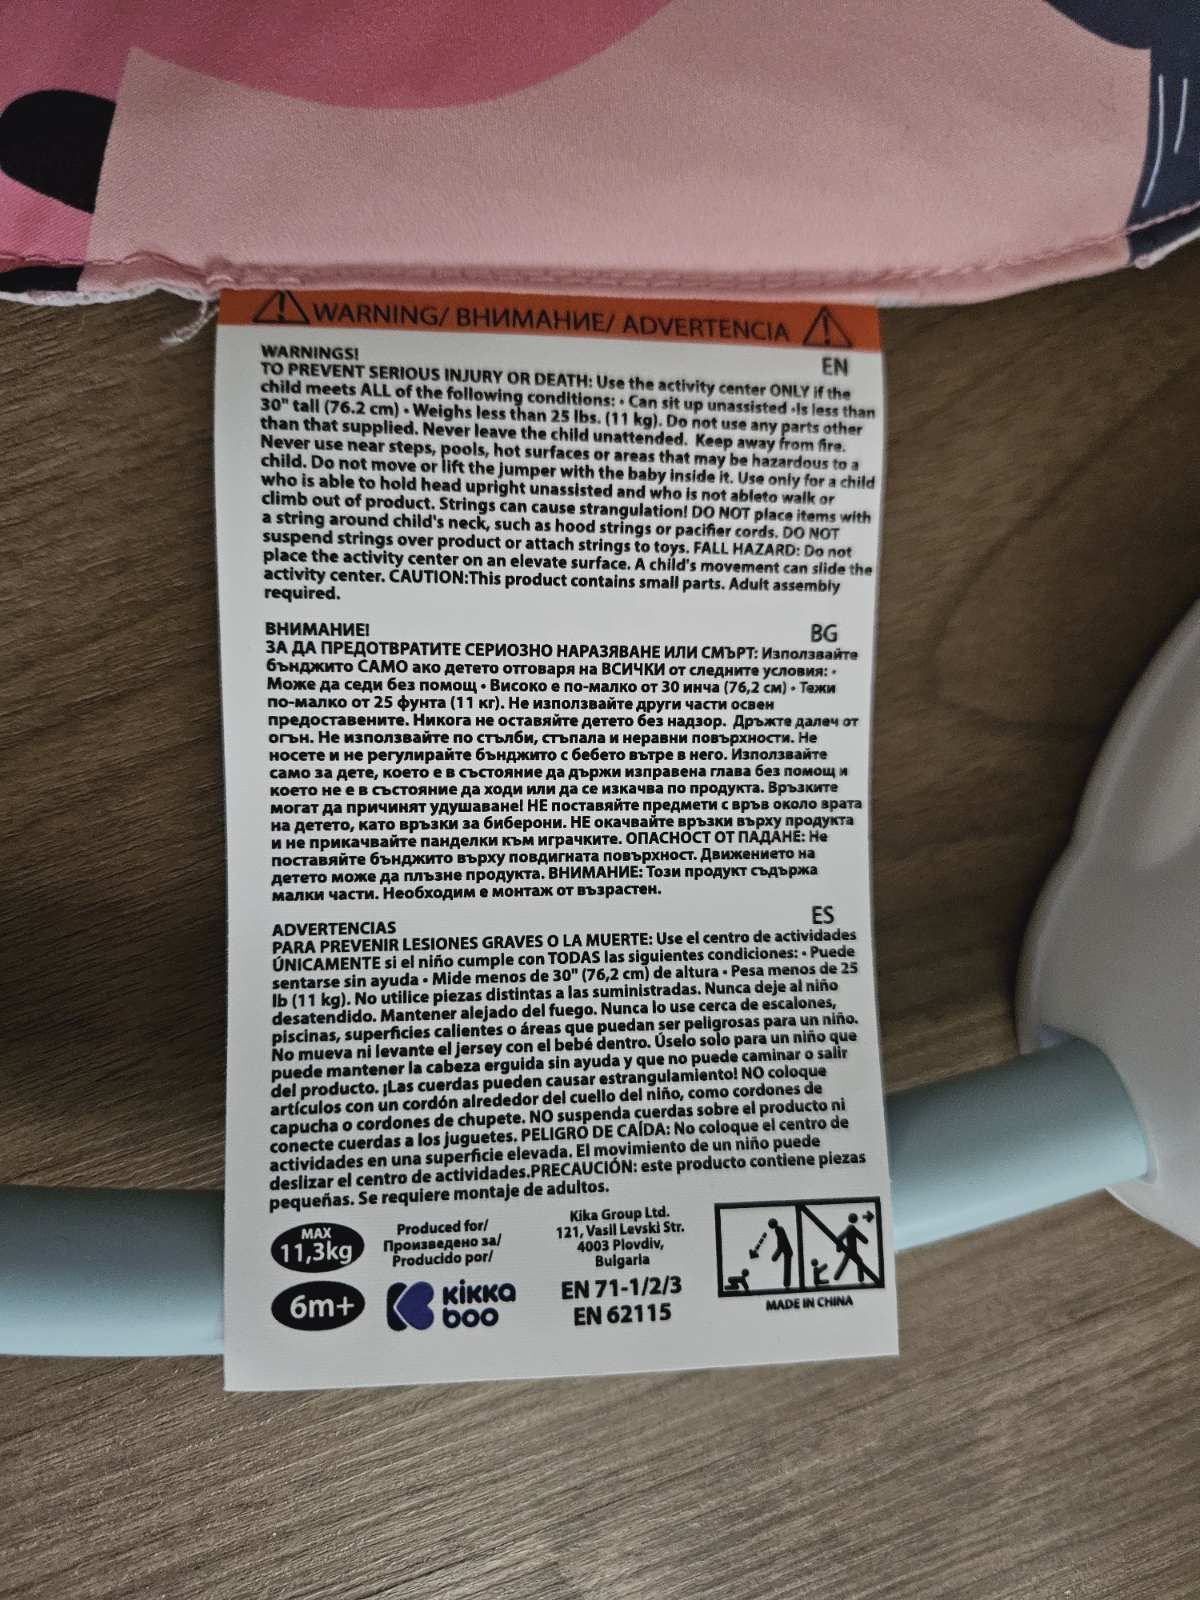 WARNING/ ВНИМАНИЕ/ ADVERTENCIA
EN
WARNINGS!
TO PREVENT SERIOUS INJURY OR DEATH: Use the activity center ONLY if the
child meets ALL of the following conditions: • Can sit up unassisted •Is less than
30" tall (76.2 cm) • Weighs less than 25 lbs. (11 kg). Do not use any parts other
than that supplied. Never leave the child unattended. Keep away from fire.
Never use near steps, pools, hot surfaces or areas that may be hazardous to a
child. Do not move or lift the jumper with the baby inside it. Use only for a child
who is able to hold head upright unassisted and who is not ableto walk or
climb out of product. Strings can cause strangulation! DO NOT place items with
a string around child's neck, such as hood strings or pacifier cords. DO NOT
suspend strings over product or attach strings to toys. FALL HAZARD: Do not
place the activity center on an elevate surface. A child's movement can slide the
activity center. CAUTION:This product contains small parts. Adult assembly
required.
BG
ВНИМАНИЕ!
ЗА ДА ПРЕДОТВРАТИТЕ СЕРИОЗНО НАРАЗЯВАНЕ ИЛИ СМЪРТ: Използвайте
бънджито САМО ако детето отговаря на ВСИЧКИ от следните условия: •
Може да седи без помощ • Високо е по-малко от 30 инча (76,2 см) • Тежи
по-малко от 25 фунта (11 кг). Не използвайте други части освен
предоставените. Никога не оставяйте детето без надзор. Дръжте далеч от
огън. Не използвайте по стълби, стъпала и неравни повърхности. Не
носете и не регулирайте бънджито с бебето вътре в него. Използвайте
само за дете, което е в състояние да държи изправена глава без помощ и
което не е в състояние да ходи или да се изкачва по продукта. Връзките
могат да причинят удушаване! НЕ поставяйте предмети с връв около врата
на детето, като връзки за биберони. НЕ окачвайте връзки върху продукта
и не прикачвайте панделки към играчките. ОПАСНОСТ ОТ ПАДАНЕ: Не
поставяйте бънджито върху повдигната повърхност. Движението на
детето може да плъзне продукта. ВНИМАНИЕ: Този продукт съдържа
малки части. Необходим е монтаж от възрастен.
ES
ADVERTENCIAS
PARA PREVENIR LESIONES GRAVES O LA MUERTE: Use el centro de actividades
ÚNICAMENTE si el niño cumple con TODAS las siguientes condiciones: • Puede
sentarse sin ayuda • Mide menos de 30" (76,2 cm) de altura • Pesa menos de 25
lb (11 kg). No utilice piezas distintas a las suministradas. Nunca deje al niño
desatendido. Mantener alejado del fuego. Nunca lo use cerca de escalones,
piscinas, superficies calientes o áreas que puedan ser peligrosas para un niño.
No mueva ni levante el jersey con el bebé dentro. Úselo solo para un niño que
puede mantener la cabeza erguida sin ayuda y que no puede caminar o salir
del producto. ¡Las cuerdas pueden causar estrangulamiento! NO coloque
artículos con un cordón alrededor del cuello del niño, como cordones de
capucha o cordones de chupete. NO suspenda cuerdas sobre el producto ni
conecte cuerdas a los juguetes. PELIGRO DE CAÍDA: No coloque el centro de
actividades en una superficie elevada. El movimiento de un niño puede
deslizar el centro de actividades.PRECAUCIÓN: este producto contiene piezas
pequeñas. Se requiere montaje de adultos.
MAX
11,3kg
6m+
Produced for/
Произведено за/
Producido por/
kikka
boo
Kika Group Ltd.
121, Vasil Levski Str.
4003 Plovdiv,
Bulgaria
EN 71-1/2/3
EN 62115
MADE IN CHINA